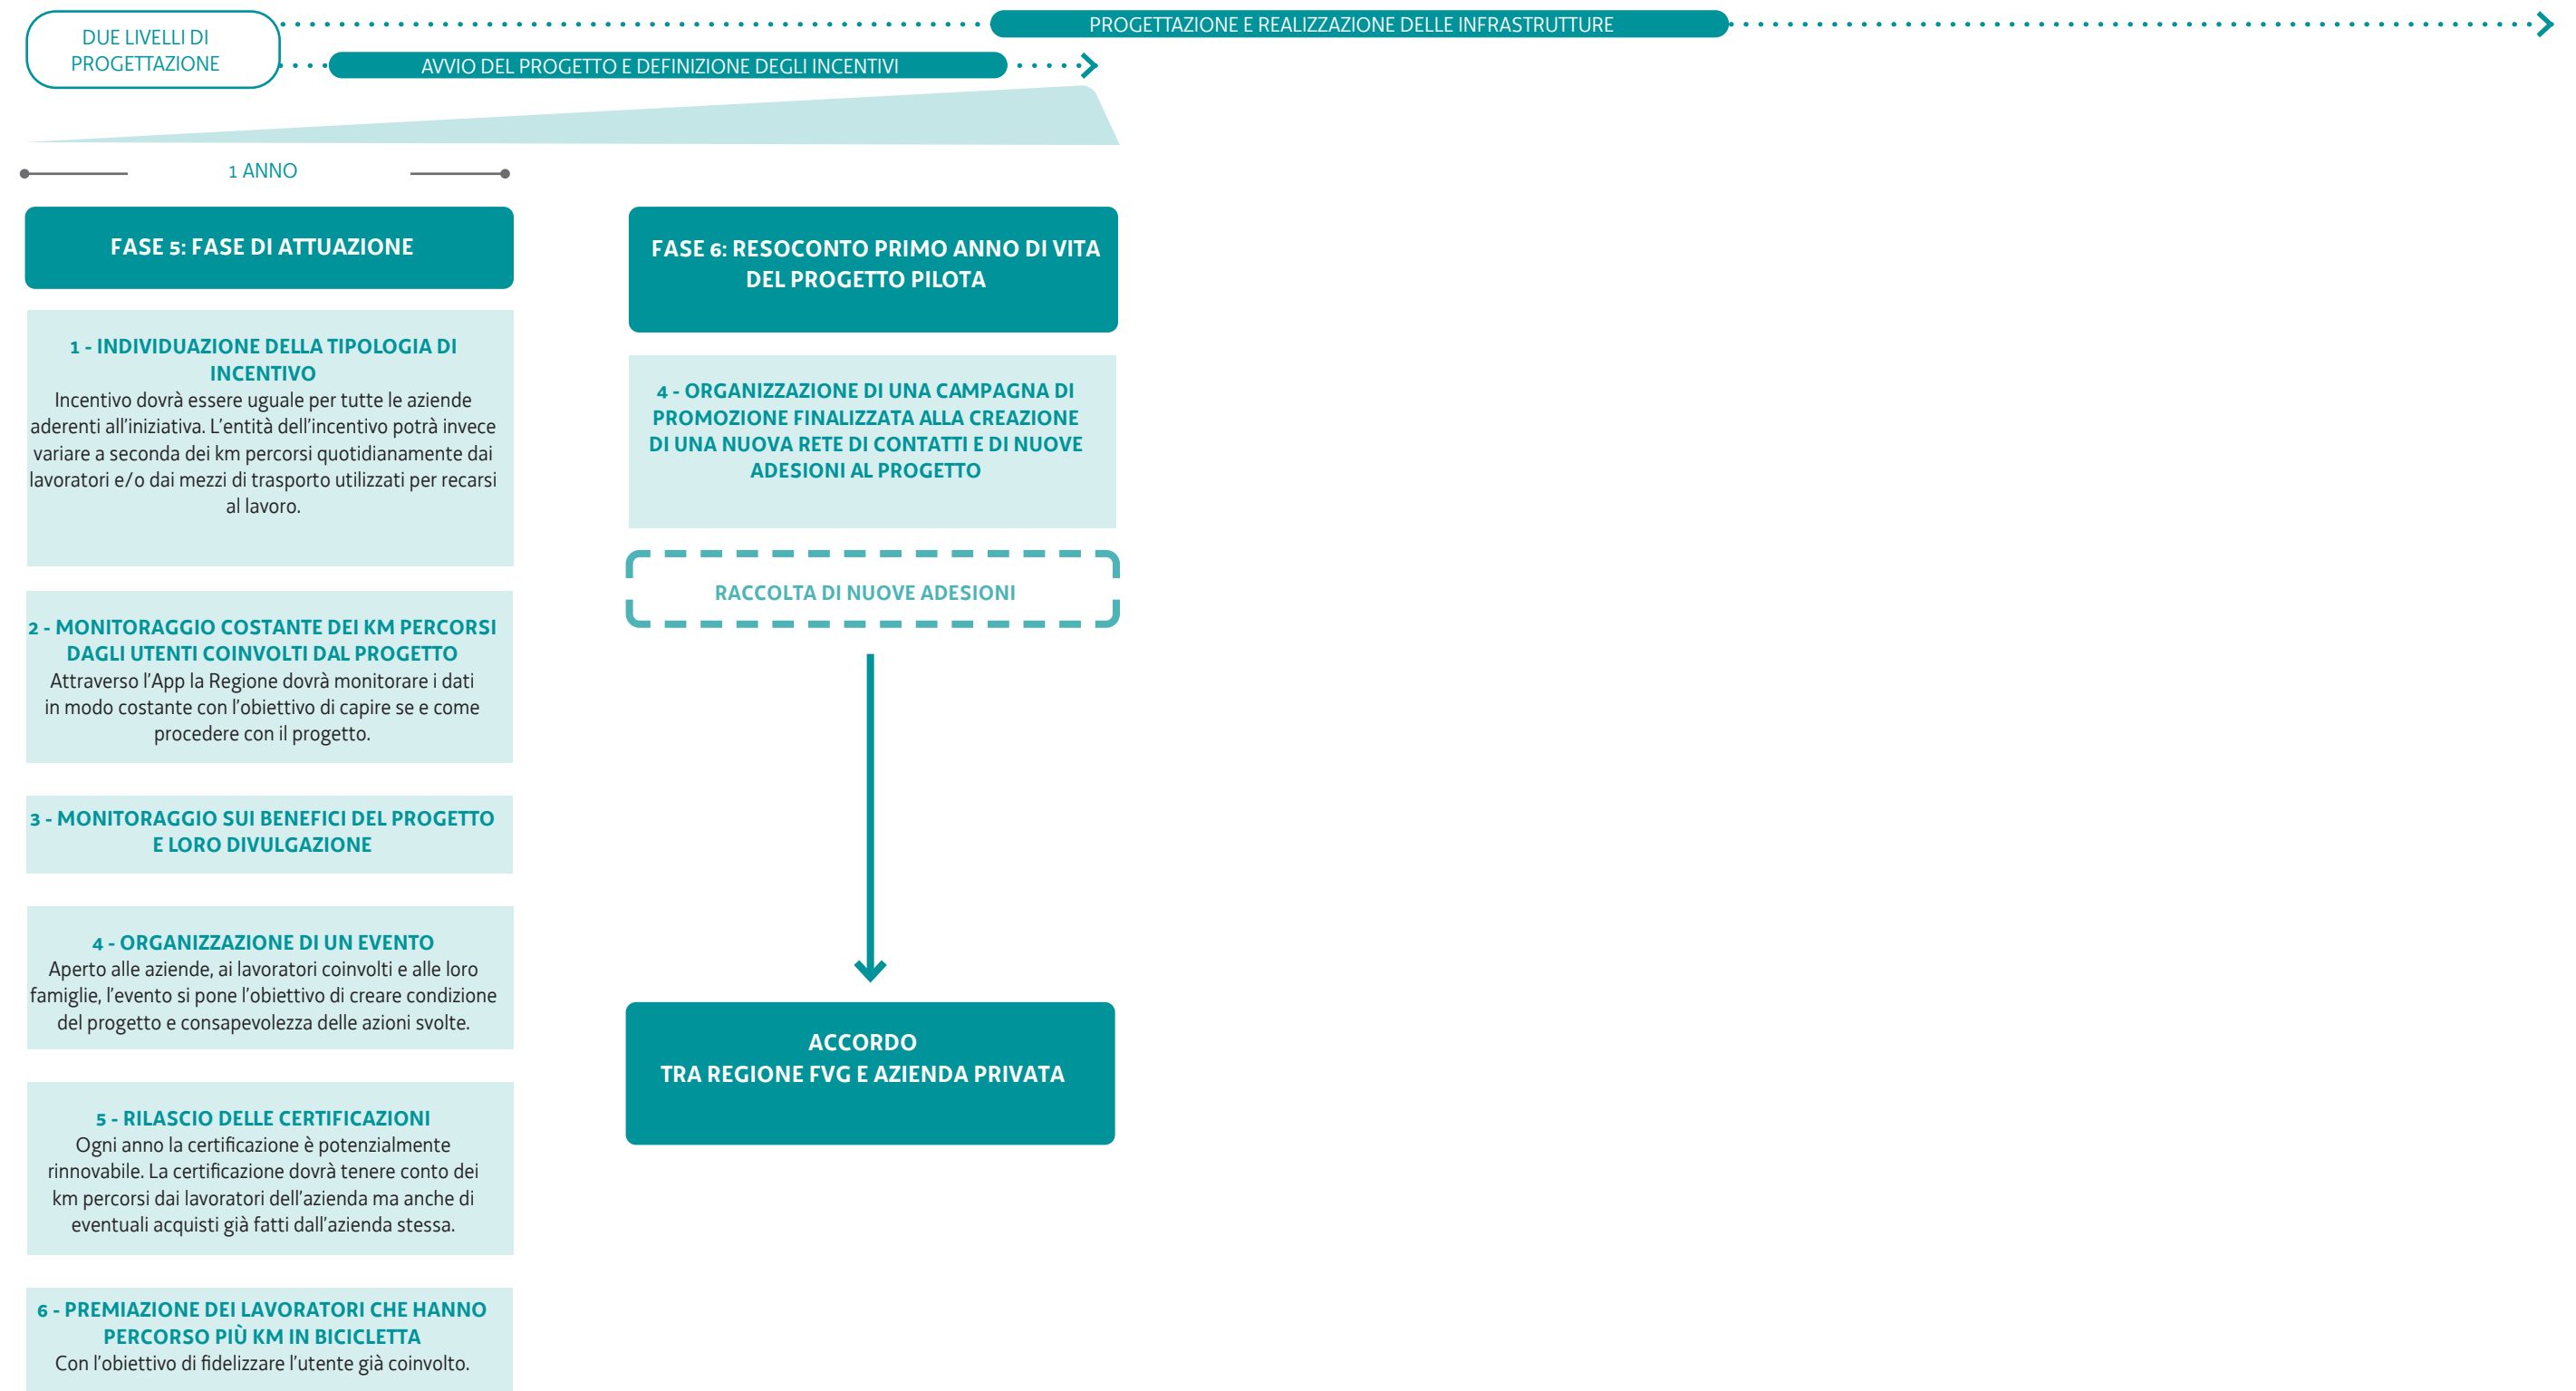 DUE LIVELLI DI
PROGETTAZIONE
PROGETTAZIONE E REALIZZAZIONE DELLE INFRASTRUTTURE
AVVIO DEL PROGETTO E DEFINIZIONE DEGLI INCENTIVI
1 ANNO
FASE 5: FASE DI ATTUAZIONE
1 - INDIVIDUAZIONE DELLA TIPOLOGIA DI
INCENTIVO
Incentivo dovrà essere uguale per tutte le aziende
aderenti all'iniziativa. L'entità dell'incentivo potrà invece
variare a seconda dei km percorsi quotidianamente dai
lavoratori e/o dai mezzi di trasporto utilizzati per recarsi
al lavoro.
2 - MONITORAGGIO COSTANTE DEI KM PERCORSI
DAGLI UTENTI COINVOLTI DAL PROGETTO
Attraverso l'App la Regione dovrà monitorare i dati
in modo costante con l'obiettivo di capire se e come
procedere con il progetto.
3 - MONITORAGGIO SUI BENEFICI DEL PROGETTO
E LORO DIVULGAZIONE
4 - ORGANIZZAZIONE DI UN EVENTO
Aperto alle aziende, ai lavoratori coinvolti e alle loro
famiglie, l'evento si pone l'obiettivo di creare condizione
del progetto e consapevolezza delle azioni svolte.
5 - RILASCIO DELLE CERTIFICAZIONI
Ogni anno la certificazione è potenzialmente
rinnovabile. La certificazione dovrà tenere conto dei
km percorsi dai lavoratori dell'azienda ma anche di
eventuali acquisti già fatti dall'azienda stessa.
6 - PREMIAZIONE DEI LAVORATORI CHE HANNO
PERCORSO PIÙ KM IN BICICLETTA
Con l'obiettivo di fidelizzare l'utente già coinvolto.
FASE 6: RESOCONTO PRIMO ANNO DI VITA
DEL PROGETTO PILOTA
4 - ORGANIZZAZIONE DI UNA CAMPAGNA DI
PROMOZIONE FINALIZZATA ALLA CREAZIONE
DI UNA NUOVA RETE DI CONTATTI E DI NUOVE
ADESIONI AL PROGETTO
RACCOLTA DI NUOVE ADESIONI
ACCORDO
TRA REGIONE FVG E AZIENDA PRIVATA